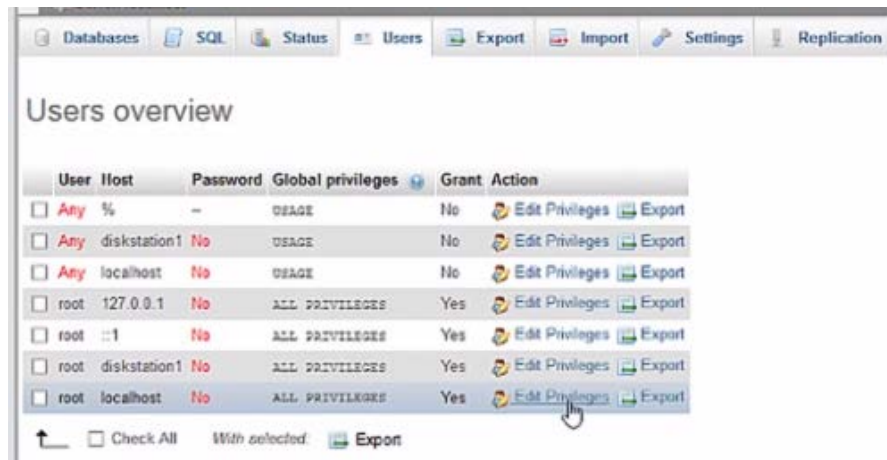 Databases SQL Status Users Export Import Settings Replication
Users overview
User Host Password Global privileges Grant Action
Any % -- USAGE No Edit Privileges Export
Any diskstation1 No USAGE No Edit Privileges Export
Any localhost No USAGE No Edit Privileges Export
root 127.0.0.1 No ALL PRIVILEGES Yes Edit Privileges Export
root ::1 No ALL PRIVILEGES Yes Edit Privileges Export
root diskstation1 No ALL PRIVILEGES Yes Edit Privileges Export
root localhost No ALL PRIVILEGES Yes Edit Privileges Export
Check All With selected: Export